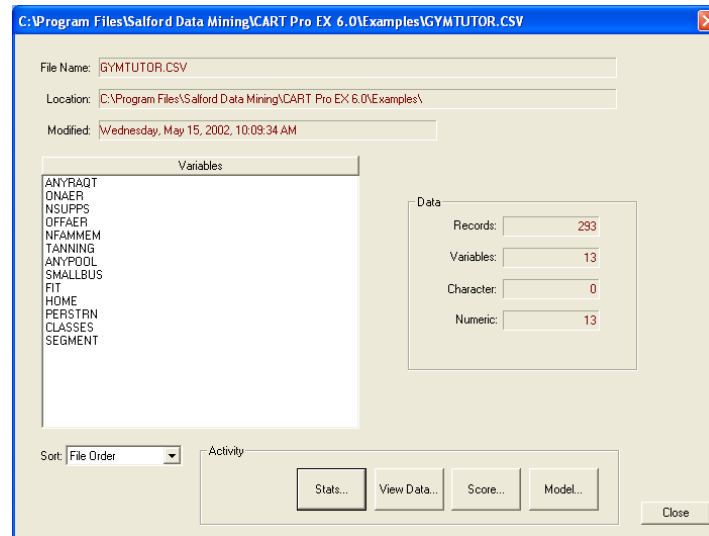 C:\Program Files\Salford Data Mining\CART Pro EX 6.0\Examples\GYMTUTOR.CSV
File Name: GYMTUTOR.CSV
Location: C:\Program Files\Salford Data Mining\CART Pro EX 6.0\Examples\
Modified: Wednesday, May 15, 2002, 10:09:34 AM
Variables
ANYRAQT
ONAER
NSUPPS
OFFAER
NFAMMEM
TANNING
ANYPOOL
SMALLBUS
FIT
HOME
PERSTRN
CLASSES
SEGMENT
Data
Records: 293
Variables: 13
Character: 0
Numeric: 13
Sort: File Order
Activity
Stats... View Data... Score... Model...
Close